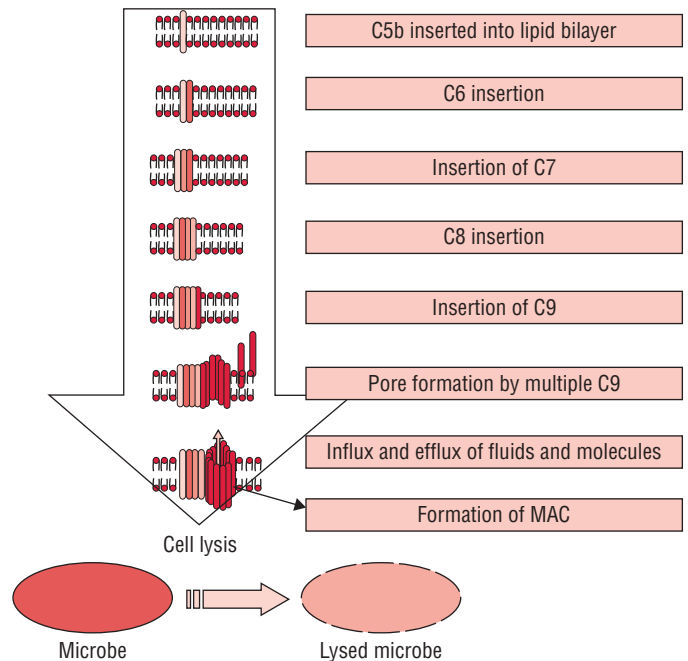 C5b inserted into lipid bilayer
C6 insertion
Insertion of C7
C8 insertion
Insertion of C9
Pore formation by multiple C9
Influx and efflux of fluids and molecules
Formation of MAC
Cell lysis
Microbe
Lysed microbe